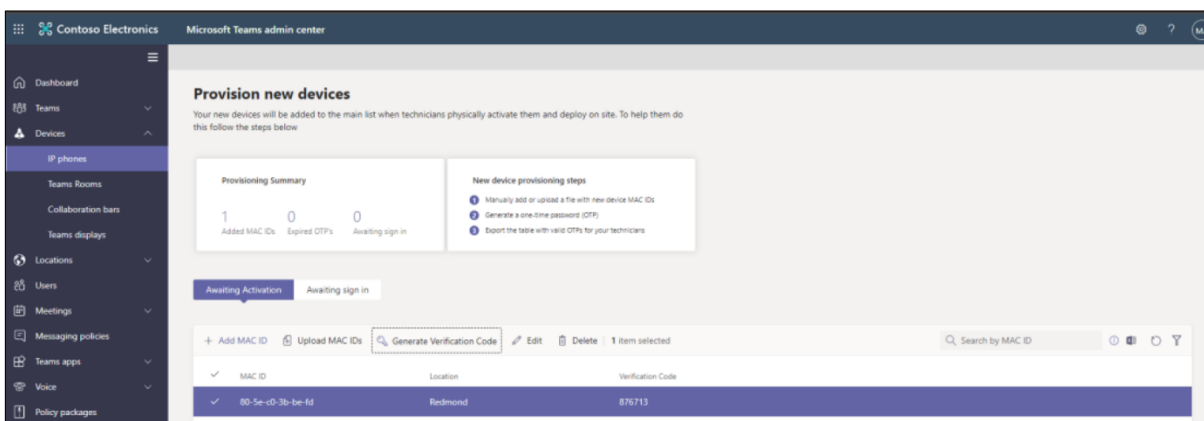 Contoso Electronics
Microsoft Teams admin center
?
Dashboard
Teams
Devices
IP phones
Teams Rooms
Collaboration bars
Teams displays
Locations
Users
Meetings
Messaging policies
Teams apps
Voice
Policy packages
Provision new devices
Your new devices will be added to the main list when technicians physically activate them and deploy on site. To help them do
this follow the steps below
Provisioning Summary
1 0 0
Added MAC IDs Expired OTP's Awaiting sign in
New device provisioning steps
1 Manually add or upload a file with new device MAC IDs
2 Generate a one-time password (OTP)
3 Export the table with valid OTPs for your technicians
Awaiting Activation Awaiting sign in
+ Add MAC ID Upload MAC IDs Generate Verification Code Edit Delete 1 item selected Search by MAC ID
MAC ID Location Verification Code
80-5e-c0-3b-be-fd Redmond 876713